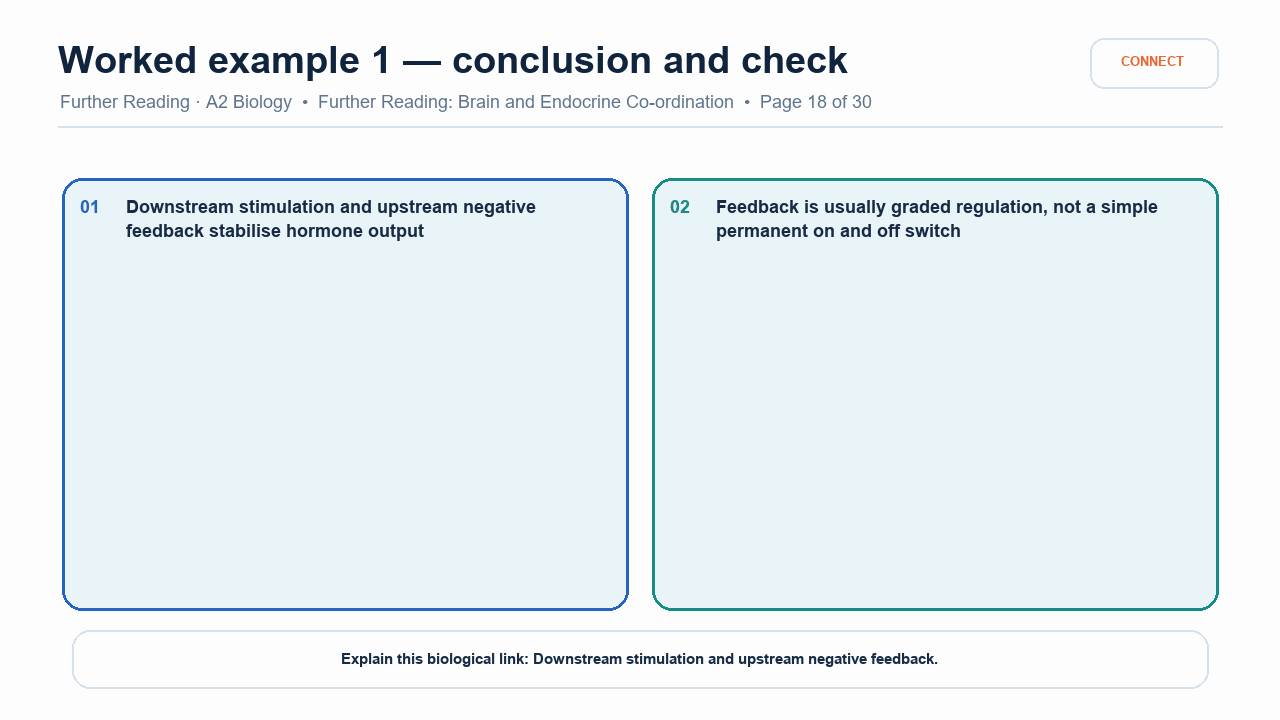 Worked example 1 — conclusion and check
CONNECT
Further Reading · A2 Biology • Further Reading: Brain and Endocrine Co-ordination • Page 18 of 30
01 Downstream stimulation and upstream negative
feedback stabilise hormone output
02 Feedback is usually graded regulation, not a simple
permanent on and off switch
Explain this biological link: Downstream stimulation and upstream negative feedback.